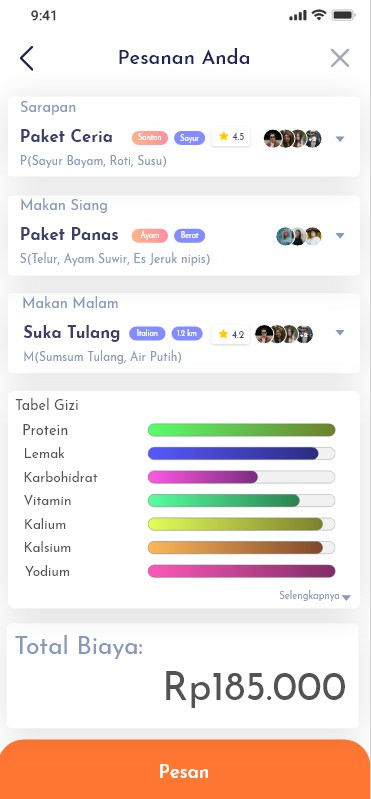 9:41
Pesanan Anda
Sarapan
Paket Ceria Santan Sayur 4.5
P(Sayur Bayam, Roti, Susu)
Makan Siang
Paket Panas Ayam Berat
S(Telur, Ayam Suwir, Es Jeruk nipis)
Makan Malam
Suka Tulang Italian 1.2 km 4.2
M(Sumsum Tulang, Air Putih)
Tabel Gizi
Protein
Lemak
Karbohidrat
Vitamin
Kalium
Kalsium
Yodium
Selengkapnya
Total Biaya:
Rp185.000
Pesan